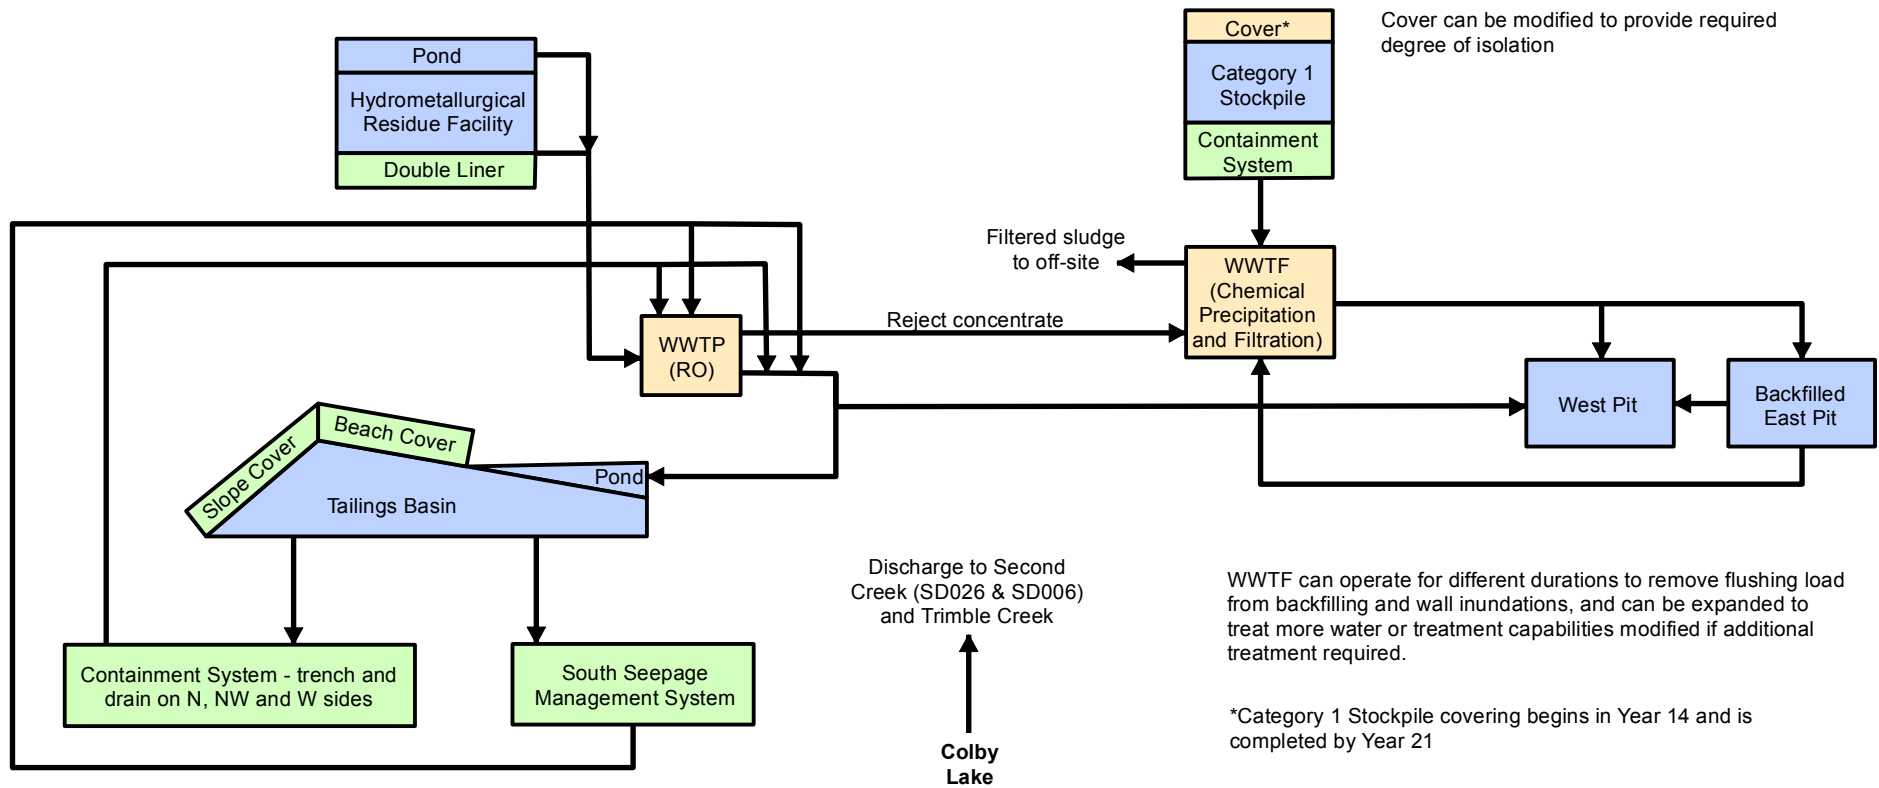 Cover*
Category 1
Stockpile
Containment
System
Cover can be modified to provide required
degree of isolation
Pond
Hydrometallurgical
Residue Facility
Double Liner
Filtered sludge
to off-site
WWTF
(Chemical
Precipitation
and Filtration)
Reject concentrate
WWTP
(RO)
West Pit
Backfilled
East Pit
Slope Cover
Beach Cover
Pond
Tailings Basin
Containment System - trench and
drain on N, NW and W sides
South Seepage
Management System
Discharge to Second
Creek (SD026 & SD006)
and Trimble Creek
Colby
Lake
WWTF can operate for different durations to remove flushing load
from backfilling and wall inundations, and can be expanded to
treat more water or treatment capabilities modified if additional
treatment required.
*Category 1 Stockpile covering begins in Year 14 and is
completed by Year 21